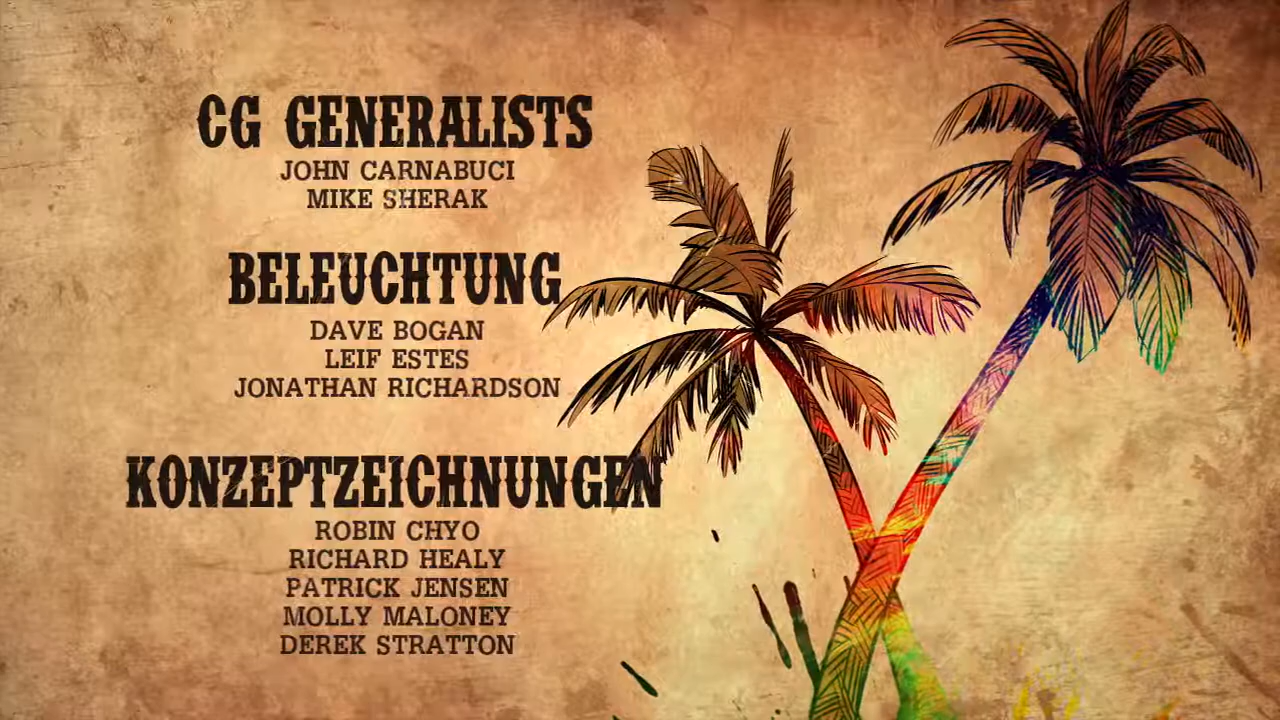 CG GENERALISTS
JOHN CARNABUCI
MIKE SHERAK
BELEUCHTUNG
DAVE BOGAN
LEIF ESTES
JONATHAN RICHARDSON
KONZEPTZEICHNUNGEN
ROBIN CHYO
RICHARD HEALY
PATRICK JENSEN
MOLLY MALONEY
DEREK STRATTON